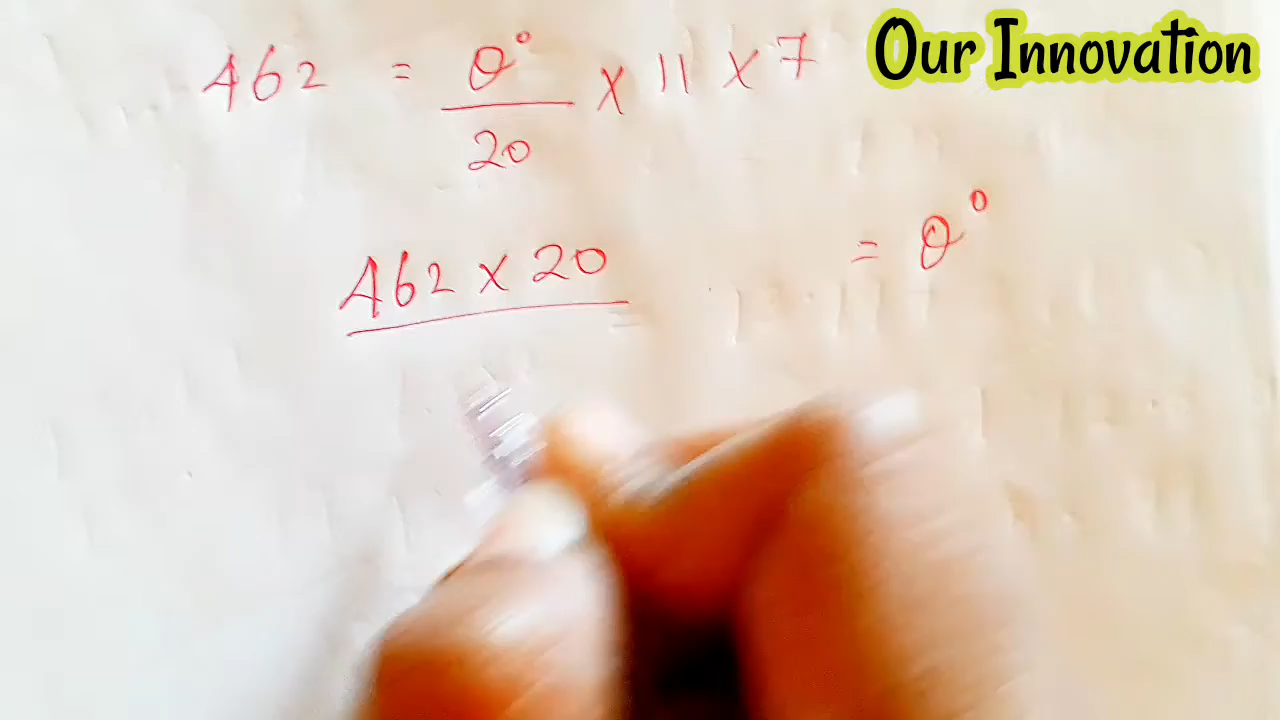 Our Innovation
462 = θ° / 20 × 11 × 7
462 × 20 = θ°